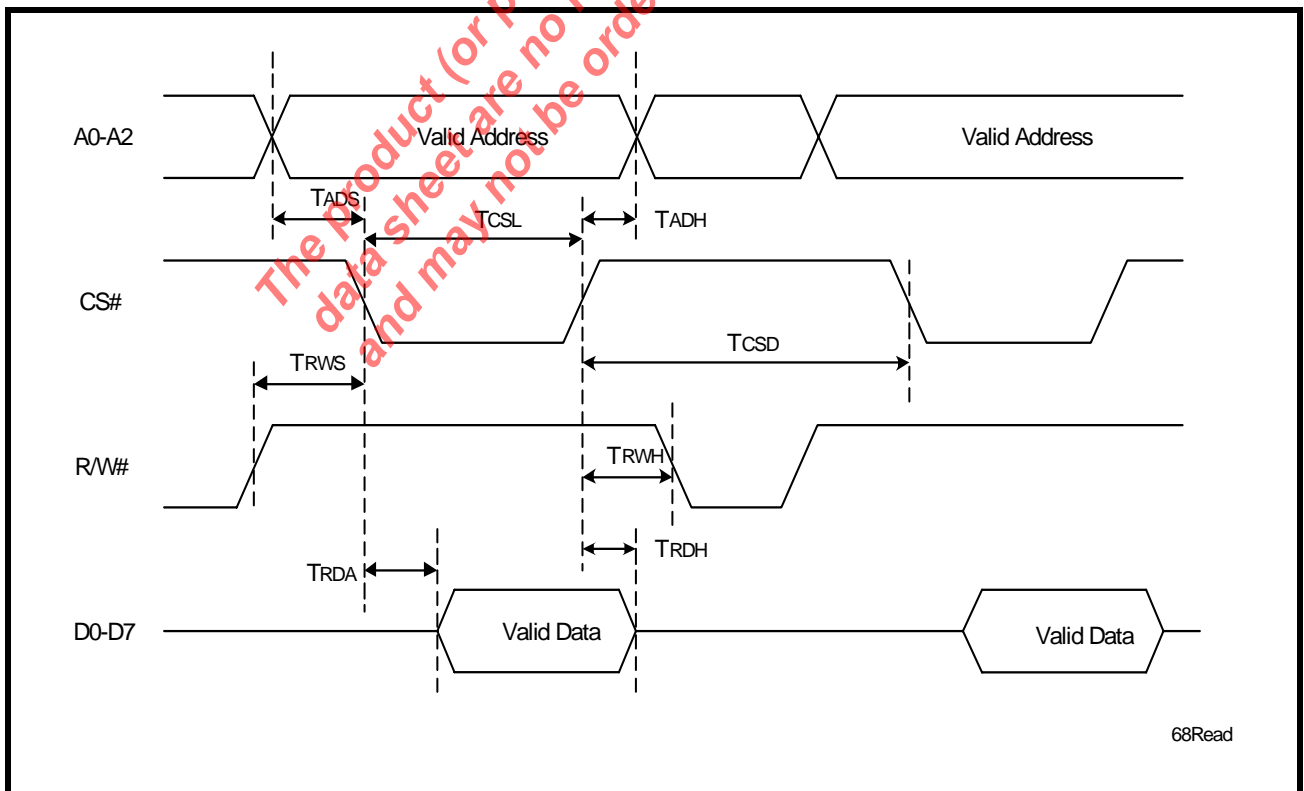 The product (or p
data sheet are no
and may not be orde
A0-A2
Valid Address
Valid Address
TADS
TCSL
TADH
CS#
TCSD
TRWS
R/W#
TRWH
TRDH
TRDA
D0-D7
Valid Data
Valid Data
68Read